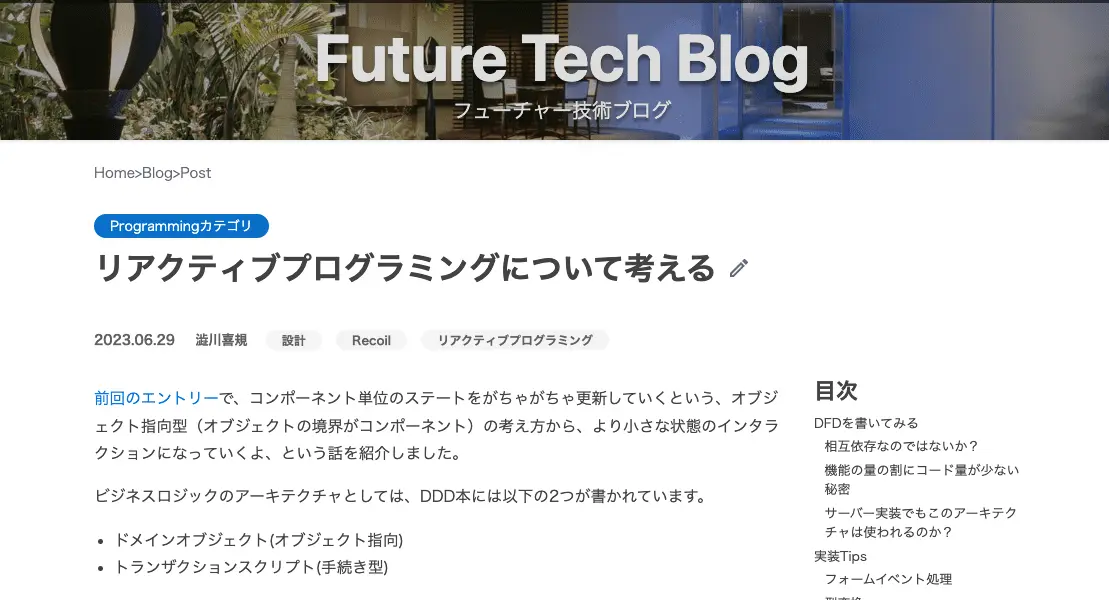 Future Tech Blog
フューチャー技術ブログ
Home>Blog>Post
Programmingカテゴリ
リアクティブプログラミングについて考える
2023.06.29 澁川喜規 設計 Recoil リアクティブプログラミング
前回のエントリーで、コンポーネント単位のステートをがちゃがちゃ更新していくという、オブジ
ェクト指向型（オブジェクトの境界がコンポーネント）の考え方から、より小さな状態のインタラ
クションになっていくよ、という話を紹介しました。
ビジネスロジックのアーキテクチャとしては、DDD本には以下の2つが書かれています。
• ドメインオブジェクト(オブジェクト指向)
• トランザクションスクリプト(手続き型)
目次
DFDを書いてみる
相互依存なのではないか？
機能の量の割にコード量が少ない
秘密
サーバー実装でもこのアーキテク
チャは使われるのか？
実装Tips
フォームイベント処理